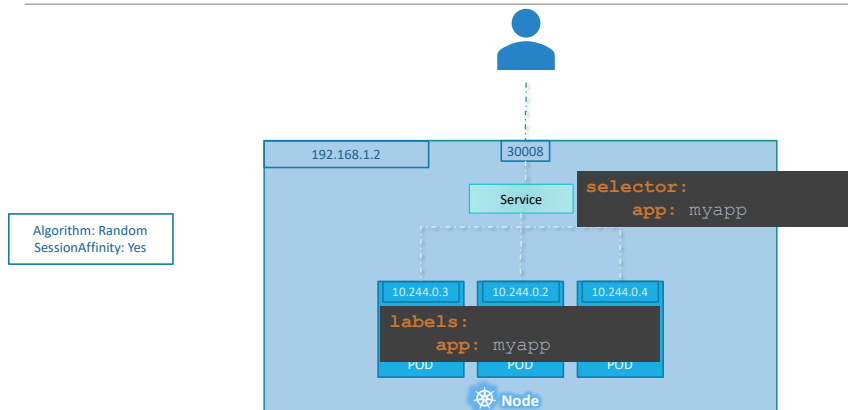 192.168.1.2
30008
Service
selector:
app: myapp
Algorithm: Random
SessionAffinity: Yes
10.244.0.3
10.244.0.2
10.244.0.4
labels:
app: myapp
POD
POD
POD
Node